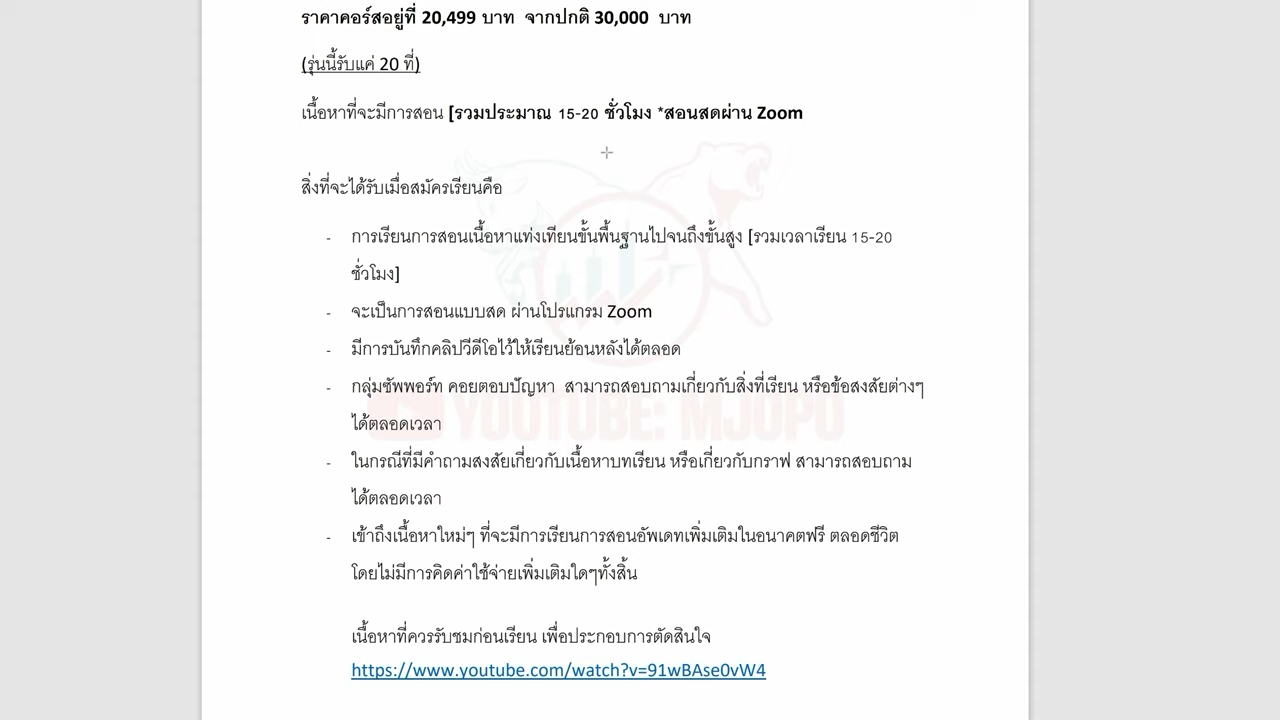 ราคาคอร์สอยู่ที่ 20,499 บาท จากปกติ 30,000 บาท
(รุ่นนี้รับแค่ 20 ที่)
เนื้อหาที่จะมีการสอน [รวมประมาณ 15-20 ชั่วโมง *สอนสดผ่าน Zoom
สิ่งที่จะได้รับเมื่อสมัครเรียนคือ
- การเรียนการสอนเนื้อหาแท่งเทียนขั้นพื้นฐานไปจนถึงขั้นสูง [รวมเวลาเรียน 15-20
ชั่วโมง]
- จะเป็นการสอนแบบสด ผ่านโปรแกรม Zoom
- มีการบันทึกคลิปวีดีโอไว้ให้เรียนย้อนหลังได้ตลอด
- กลุ่มซัพพอร์ท คอยตอบปัญหา สามารถสอบถามเกี่ยวกับสิ่งที่เรียน หรือข้อสงสัยต่างๆ
ได้ตลอดเวลา
YOUTUBE: MJOPU
- ในกรณีที่มีคำถามสงสัยเกี่ยวกับเนื้อหาบทเรียน หรือเกี่ยวกับกราฟ สามารถสอบถาม
ได้ตลอดเวลา
- เข้าถึงเนื้อหาใหม่ๆ ที่จะมีการเรียนการสอนอัพเดทเพิ่มเติมในอนาคตฟรี ตลอดชีวิต
โดยไม่มีการคิดค่าใช้จ่ายเพิ่มเติมใดๆทั้งสิ้น
เนื้อหาที่ควรรับชมก่อนเรียน เพื่อประกอบการตัดสินใจ
https://www.youtube.com/watch?v=91wBAse0vW4